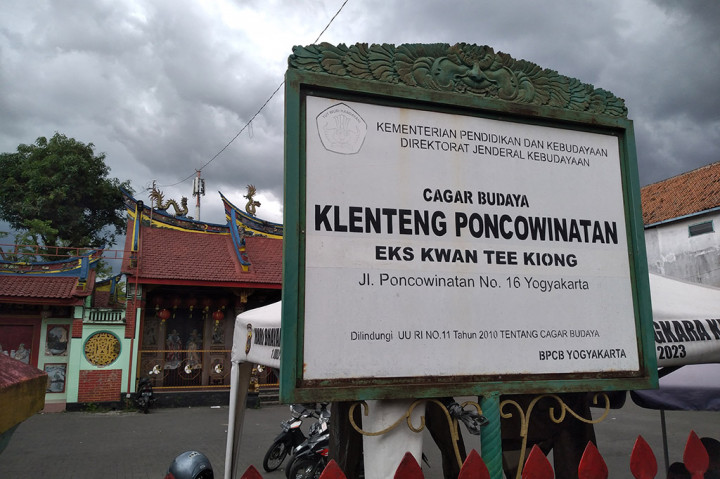 KEMENTERIAN PENDIDIKAN DAN KEBUDAYAAN
DIREKTORAT JENDERAL KEBUDAYAAN
CAGAR BUDAYA
KLENTENG PONCOWINATAN
EKS KWAN TEE KIONG
Jl. Poncowinatan No. 16 Yogyakarta
Dilindungi UU RI NO.11 Tahun 2010 TENTANG CAGAR BUDAYA
BPCB YOGYAKARTA
2023